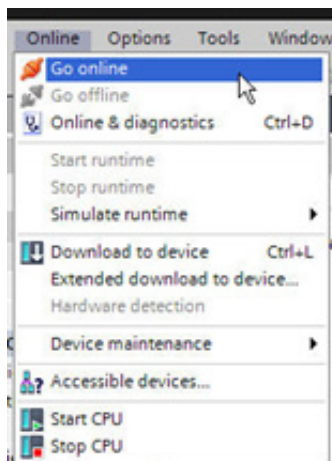 Online Options Tools Window
Go online
Go offline
Online & diagnostics Ctrl+D
Start runtime
Stop runtime
Simulate runtime
Download to device Ctrl+L
Extended download to device...
Hardware detection
Device maintenance
Accessible devices...
Start CPU
Stop CPU